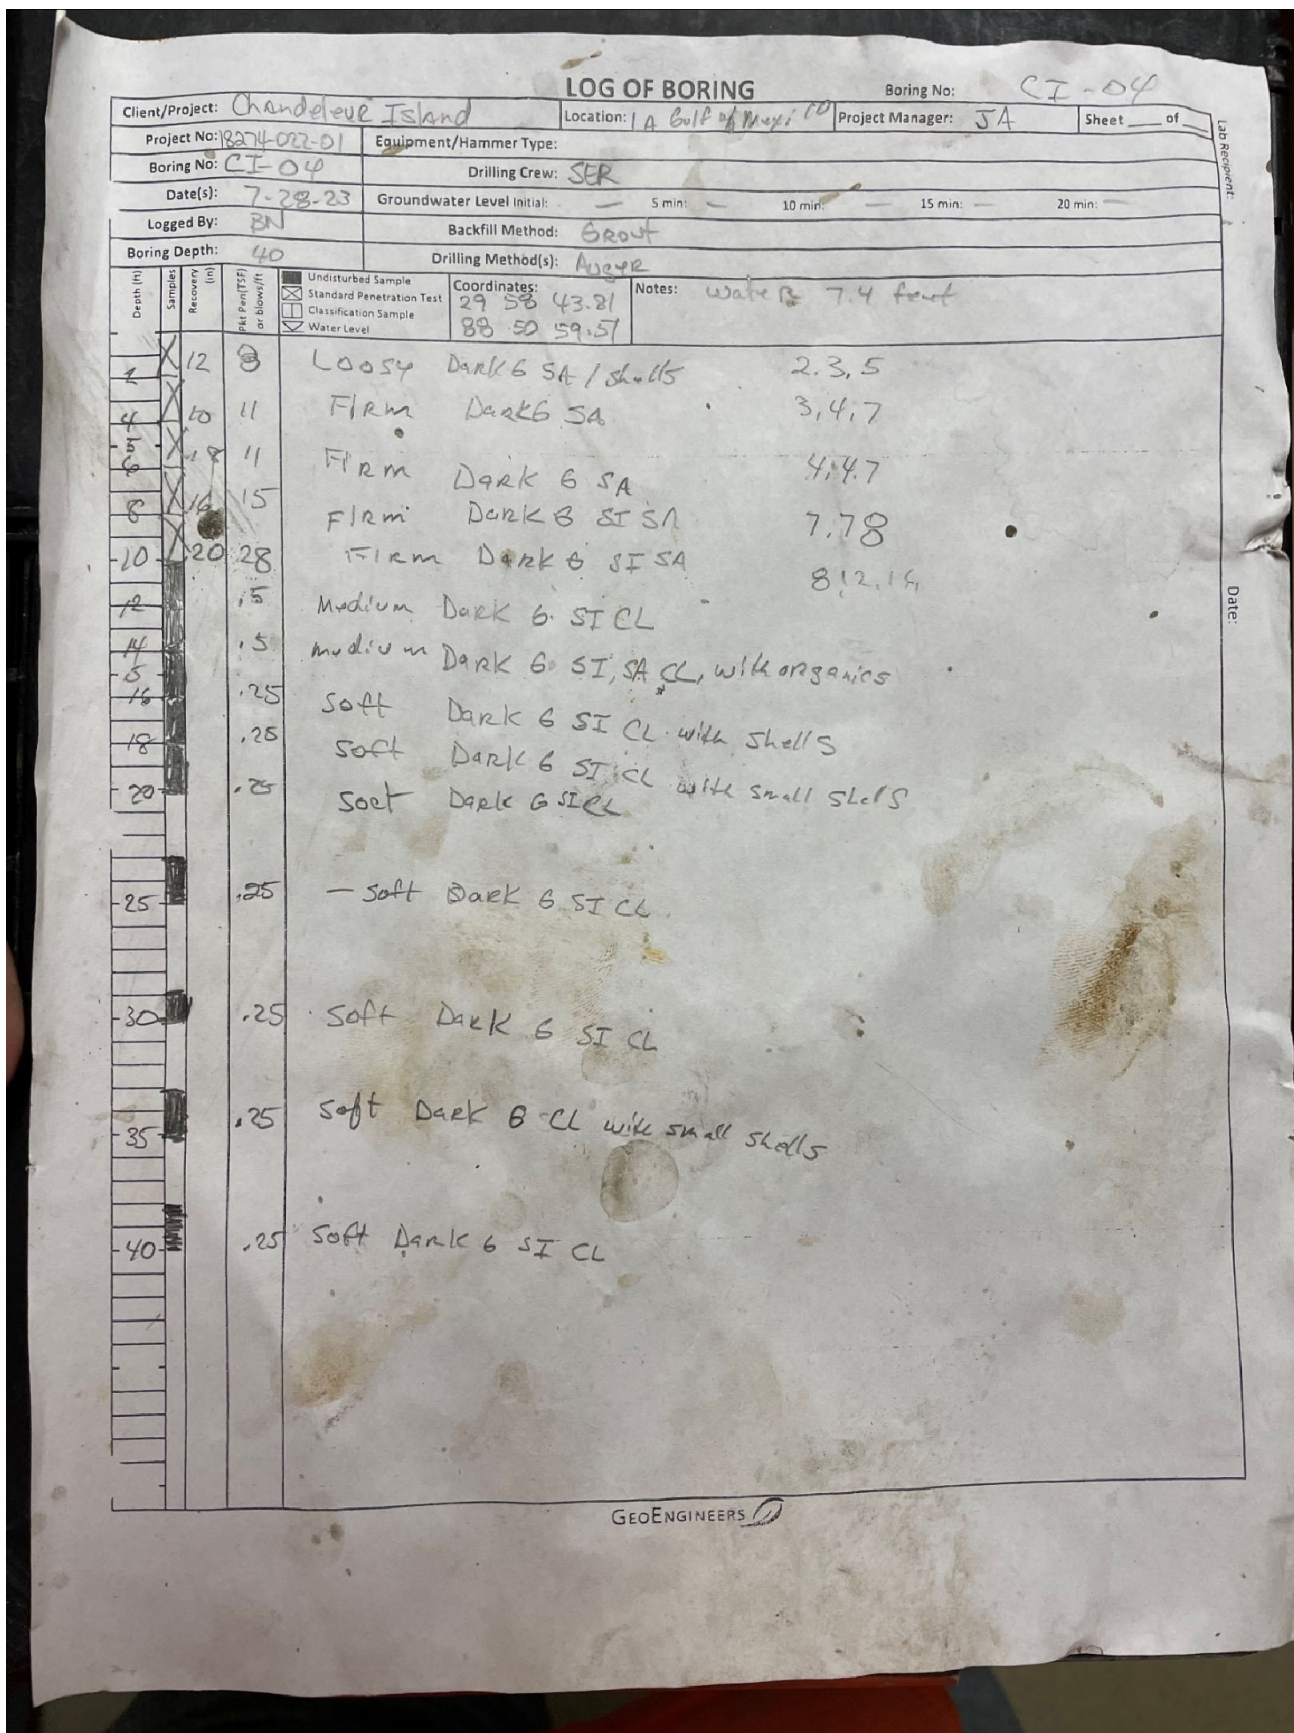 LOG OF BORING Boring No: CI-04
Client/Project: Chandeleur Island Location: LA Gulf of Mexico Project Manager: JA Sheet ___ of ___
Project No: 18274-022-01 Equipment/Hammer Type:
Boring No: CI-04 Drilling Crew: SER
Date(s): 7-28-23 Groundwater Level Initial: — 5 min: — 10 min: — 15 min: — 20 min: —
Logged By: BN Backfill Method: Grout
Boring Depth: 40 Drilling Method(s): Auger
Depth (ft) Samples Recovery (in) Pkt Pen(TSF) or blows/ft
Undisturbed Sample
Standard Penetration Test
Classification Sample
Water Level
Coordinates:
29 58 43.81
88 50 59.51
Notes: Water 7.4 feet
Lab Recipient:
Date:
2 12 8 Loosy Dark G SA / Shells 2.3.5
4 10 11 Firm Dark G SA 3,4,7
5
6 18 11 Firm Dark G SA 4,4.7
8 16 15 Firm Dark G SI SA 7.78
10 20 28 Firm Dark G SI SA 8 12.16
12 .5 Medium Dark G SI CL
14 .5 medium Dark G SI, SA CL, with organics
5
16 .25 Soft Dark G SI CL with Shells
18 .25 Soft Dark G SI CL with small Shells
20 .25 Soct Dark G SI CL
25 .25 — Soft Dark G SI CL
30 .25 Soft Dark G SI CL
35 .25 Soft Dark G CL with small Shells
40 .25 Soft Dark G SI CL
GEOENGINEERS